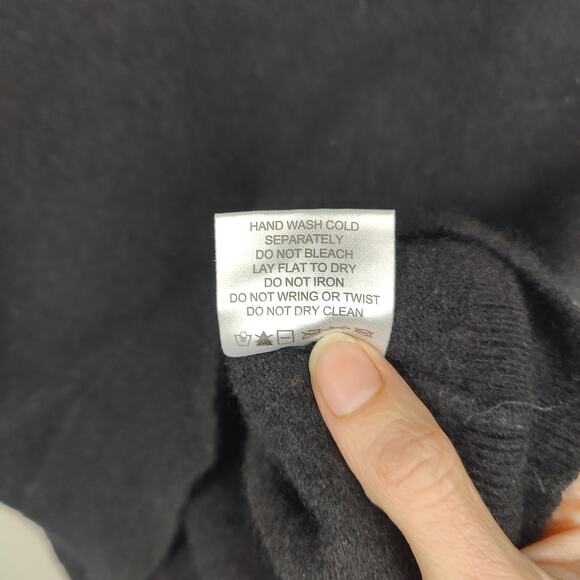 HAND WASH COLD
SEPARATELY
DO NOT BLEACH
LAY FLAT TO DRY
DO NOT IRON
DO NOT WRING OR TWIST
DO NOT DRY CLEAN